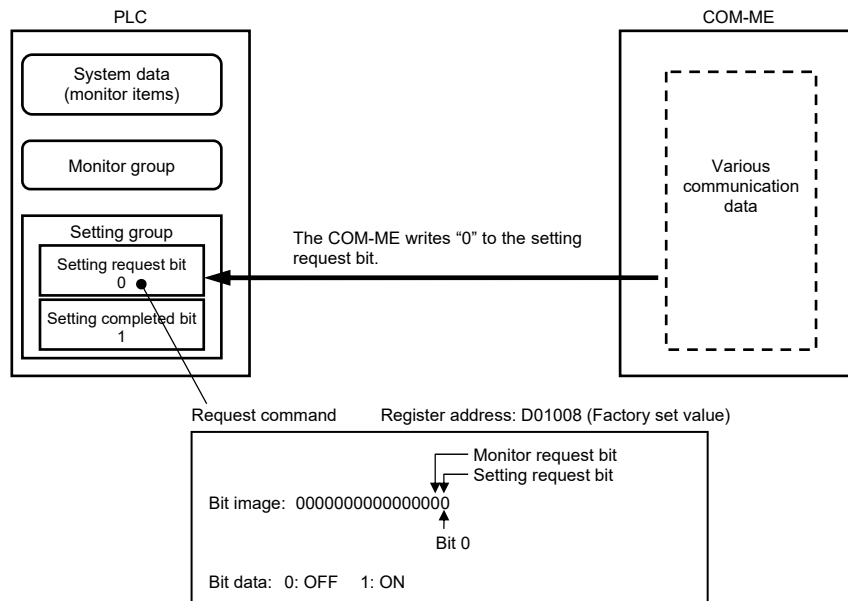 PLC
COM-ME
System data
(monitor items)
Monitor group
Setting group
Setting request bit
0
Setting completed bit
1
The COM-ME writes “0” to the setting
request bit.
Various
communication
data
Request command
Register address: D01008 (Factory set value)
Monitor request bit
Setting request bit
Bit image: 0000000000000000
Bit 0
Bit data: 0: OFF 1: ON